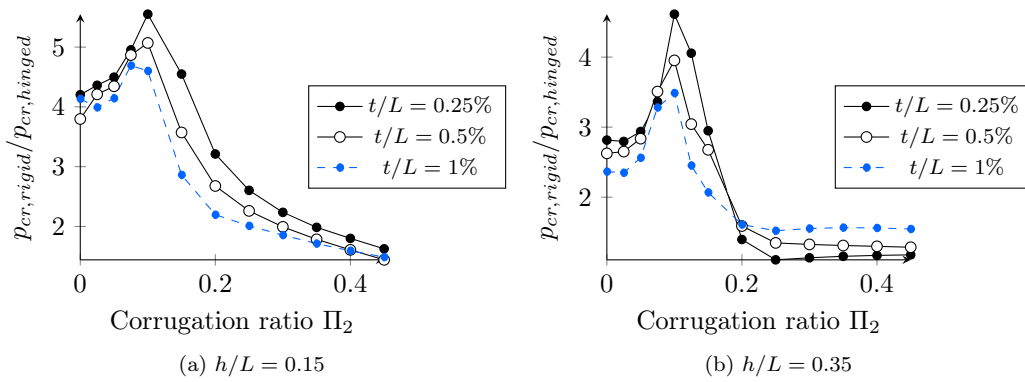 p_{cr,rigid}/p_{cr,hinged}
5
4
3
2
0
0.2
0.4
Corrugation ratio Π₂
t/L = 0.25%
t/L = 0.5%
t/L = 1%
(a) h/L = 0.15
p_{cr,rigid}/p_{cr,hinged}
4
3
2
0
0.2
0.4
Corrugation ratio Π₂
t/L = 0.25%
t/L = 0.5%
t/L = 1%
(b) h/L = 0.35